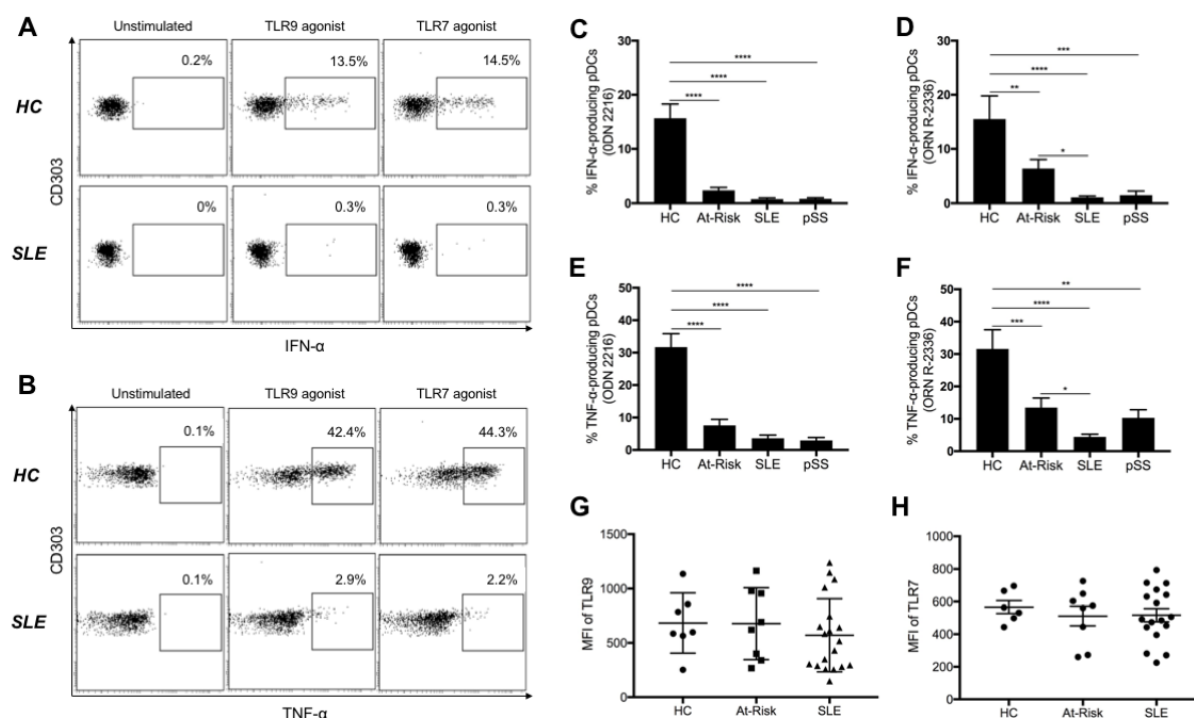 A
Unstimulated
TLR9 agonist
TLR7 agonist
0.2%
13.5%
14.5%
HC
0%
0.3%
0.3%
SLE
CD303
IFN-α
B
Unstimulated
TLR9 agonist
TLR7 agonist
0.1%
42.4%
44.3%
HC
0.1%
2.9%
2.2%
SLE
CD303
TNF-α
C
% IFN-α-producing pDCs
(ODN 2216)
30
20
10
0
****
****
****
HC
At-Risk
SLE
pSS
D
% IFN-α-producing pDCs
(ORN R-2336)
30
20
10
0
***
****
**
*
HC
At-Risk
SLE
pSS
E
% TNF-α-producing pDCs
(ODN 2216)
50
40
30
20
10
0
****
****
****
HC
At-Risk
SLE
pSS
F
% TNF-α-producing pDCs
(ORN R-2336)
50
40
30
20
10
0
**
****
***
*
HC
At-Risk
SLE
pSS
G
MFI of TLR9
1500
1000
500
0
HC
At-Risk
SLE
H
MFI of TLR7
1000
800
600
400
200
0
HC
At-Risk
SLE